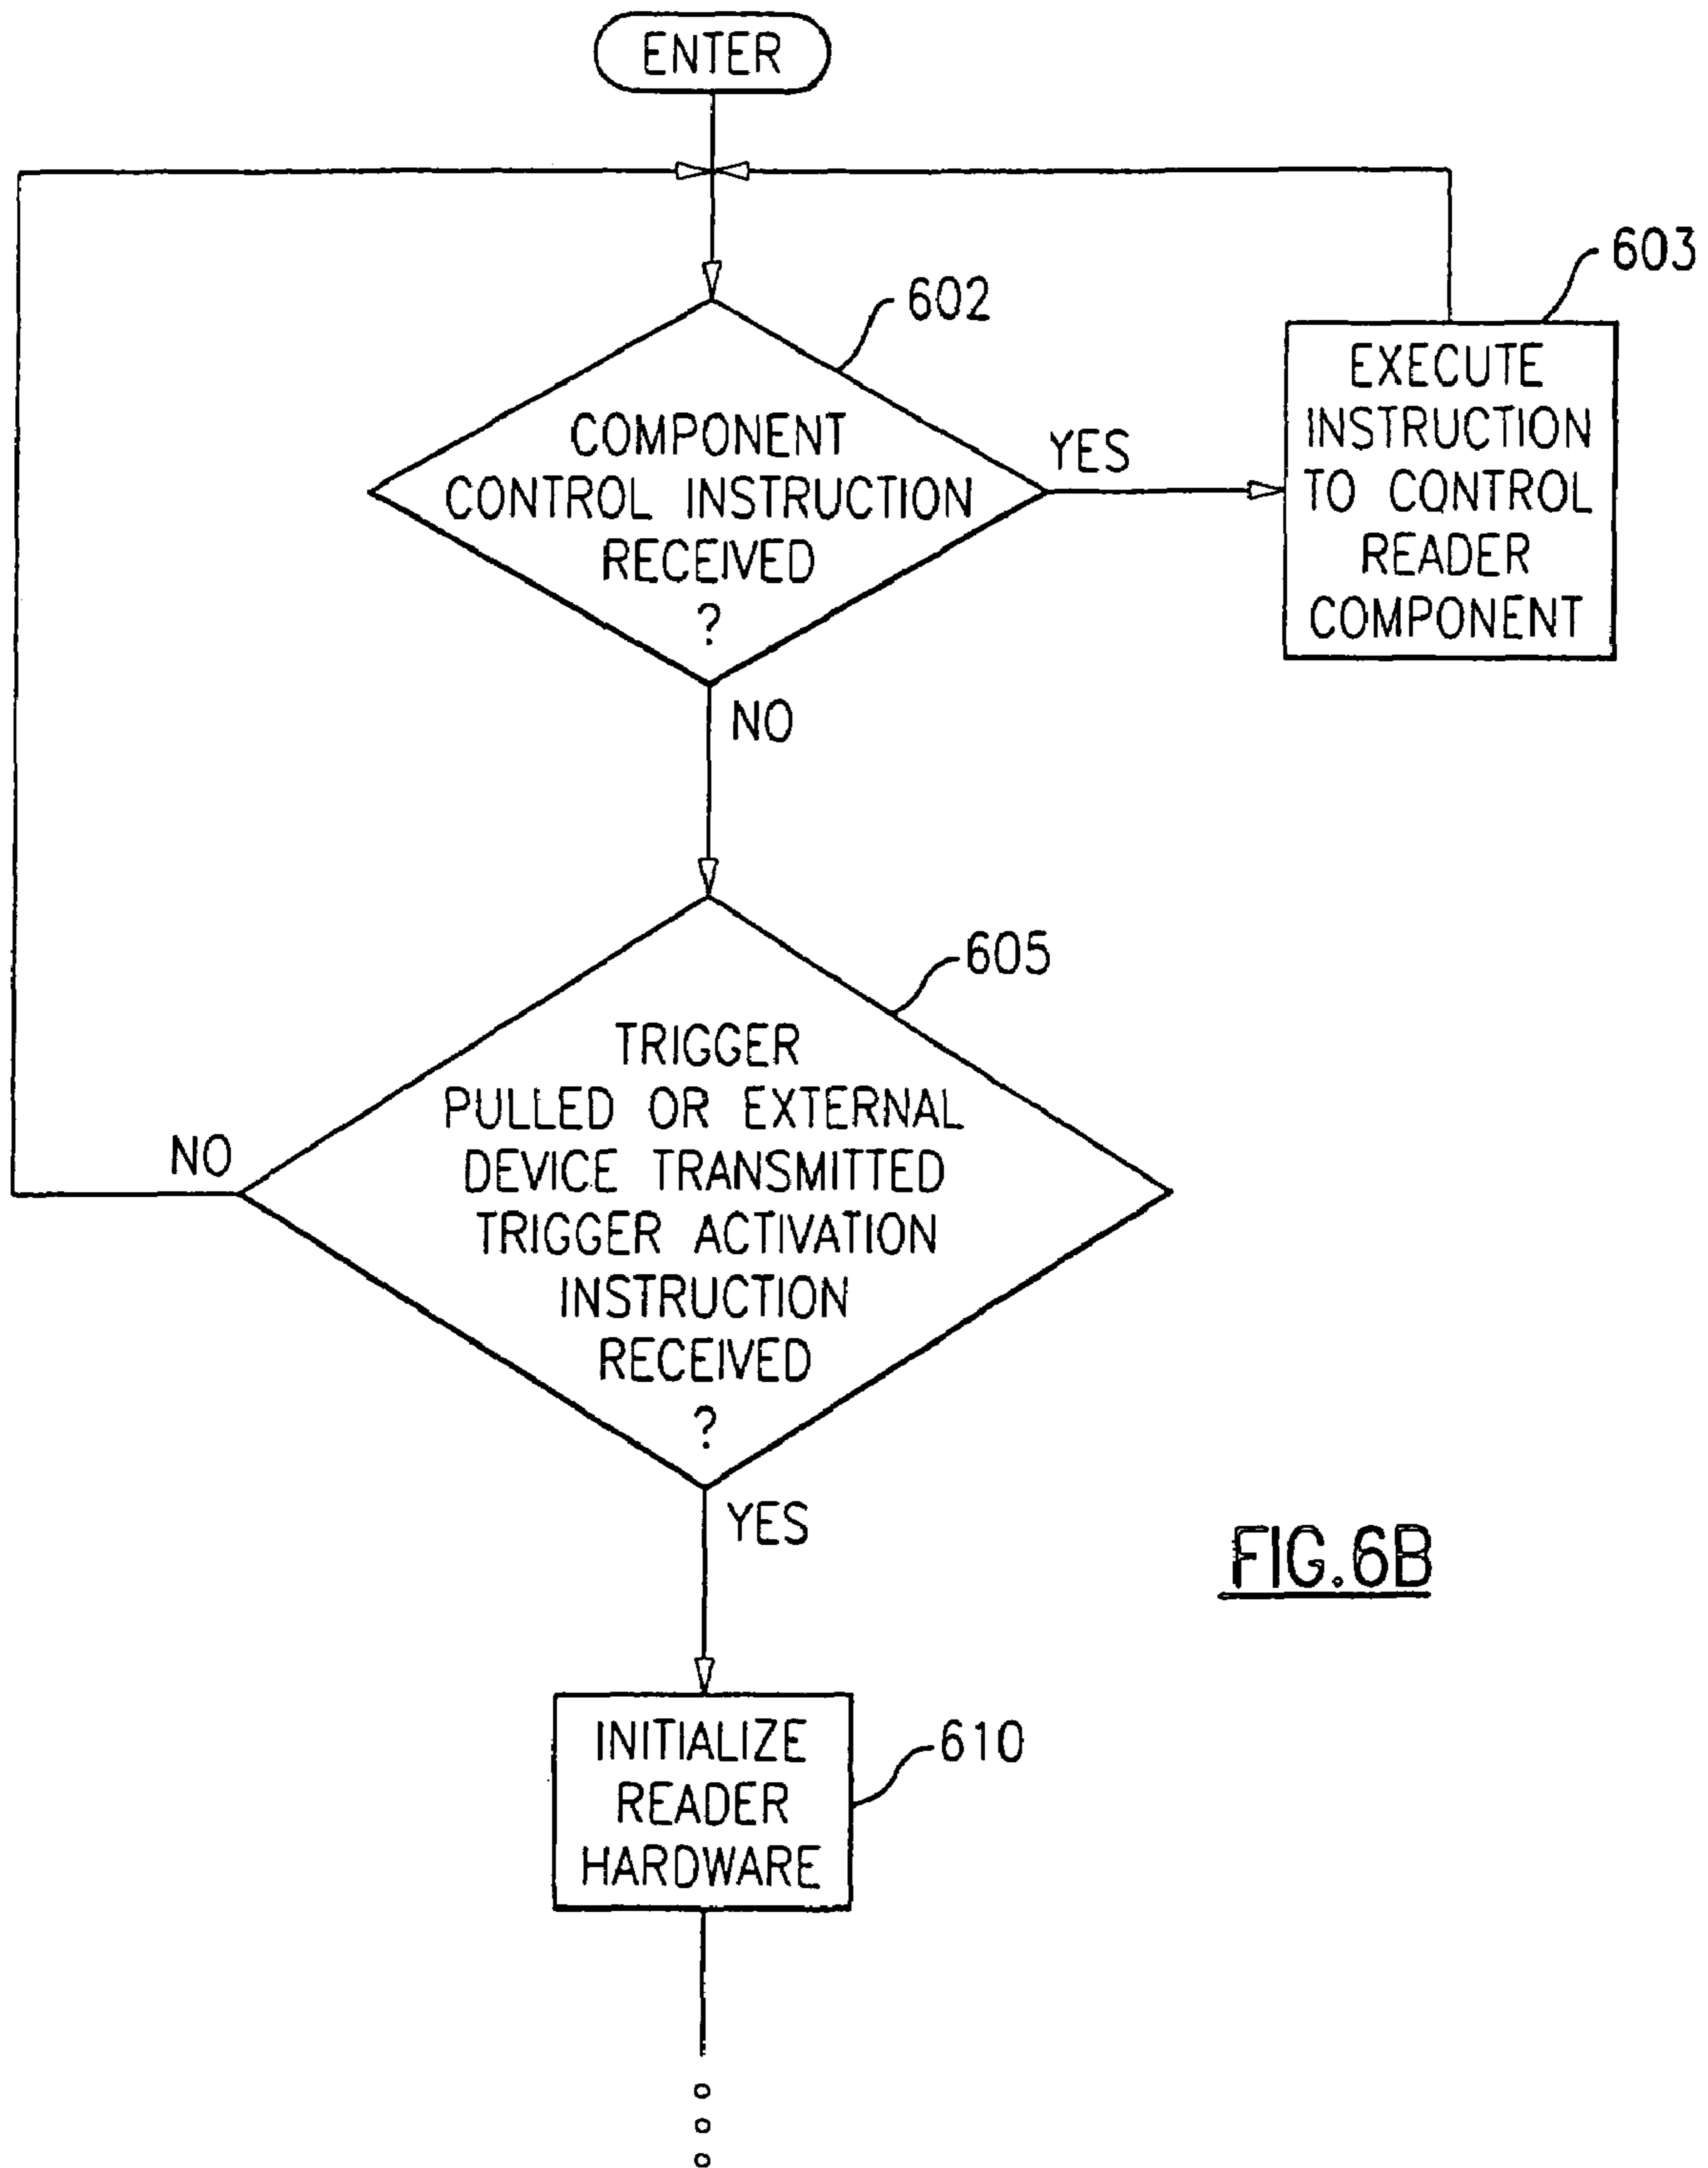 ENTER
603
602
EXECUTE
INSTRUCTION
TO CONTROL
READER
COMPONENT
COMPONENT
CONTROL INSTRUCTION
RECEIVED
?
YES
NO
605
TRIGGER
PULLED OR EXTERNAL
DEVICE TRANSMITTED
TRIGGER ACTIVATION
INSTRUCTION
RECEIVED
?
NO
YES
FIG.6B
INITIALIZE
READER
HARDWARE
610